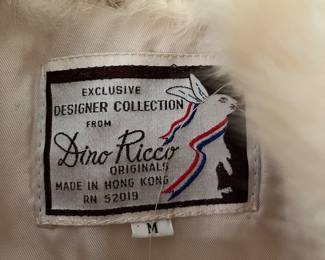 EXCLUSIVE
DESIGNER COLLECTION
FROM
Dino Ricco
ORIGINALS
MADE IN HONG KONG
RN 52019
M